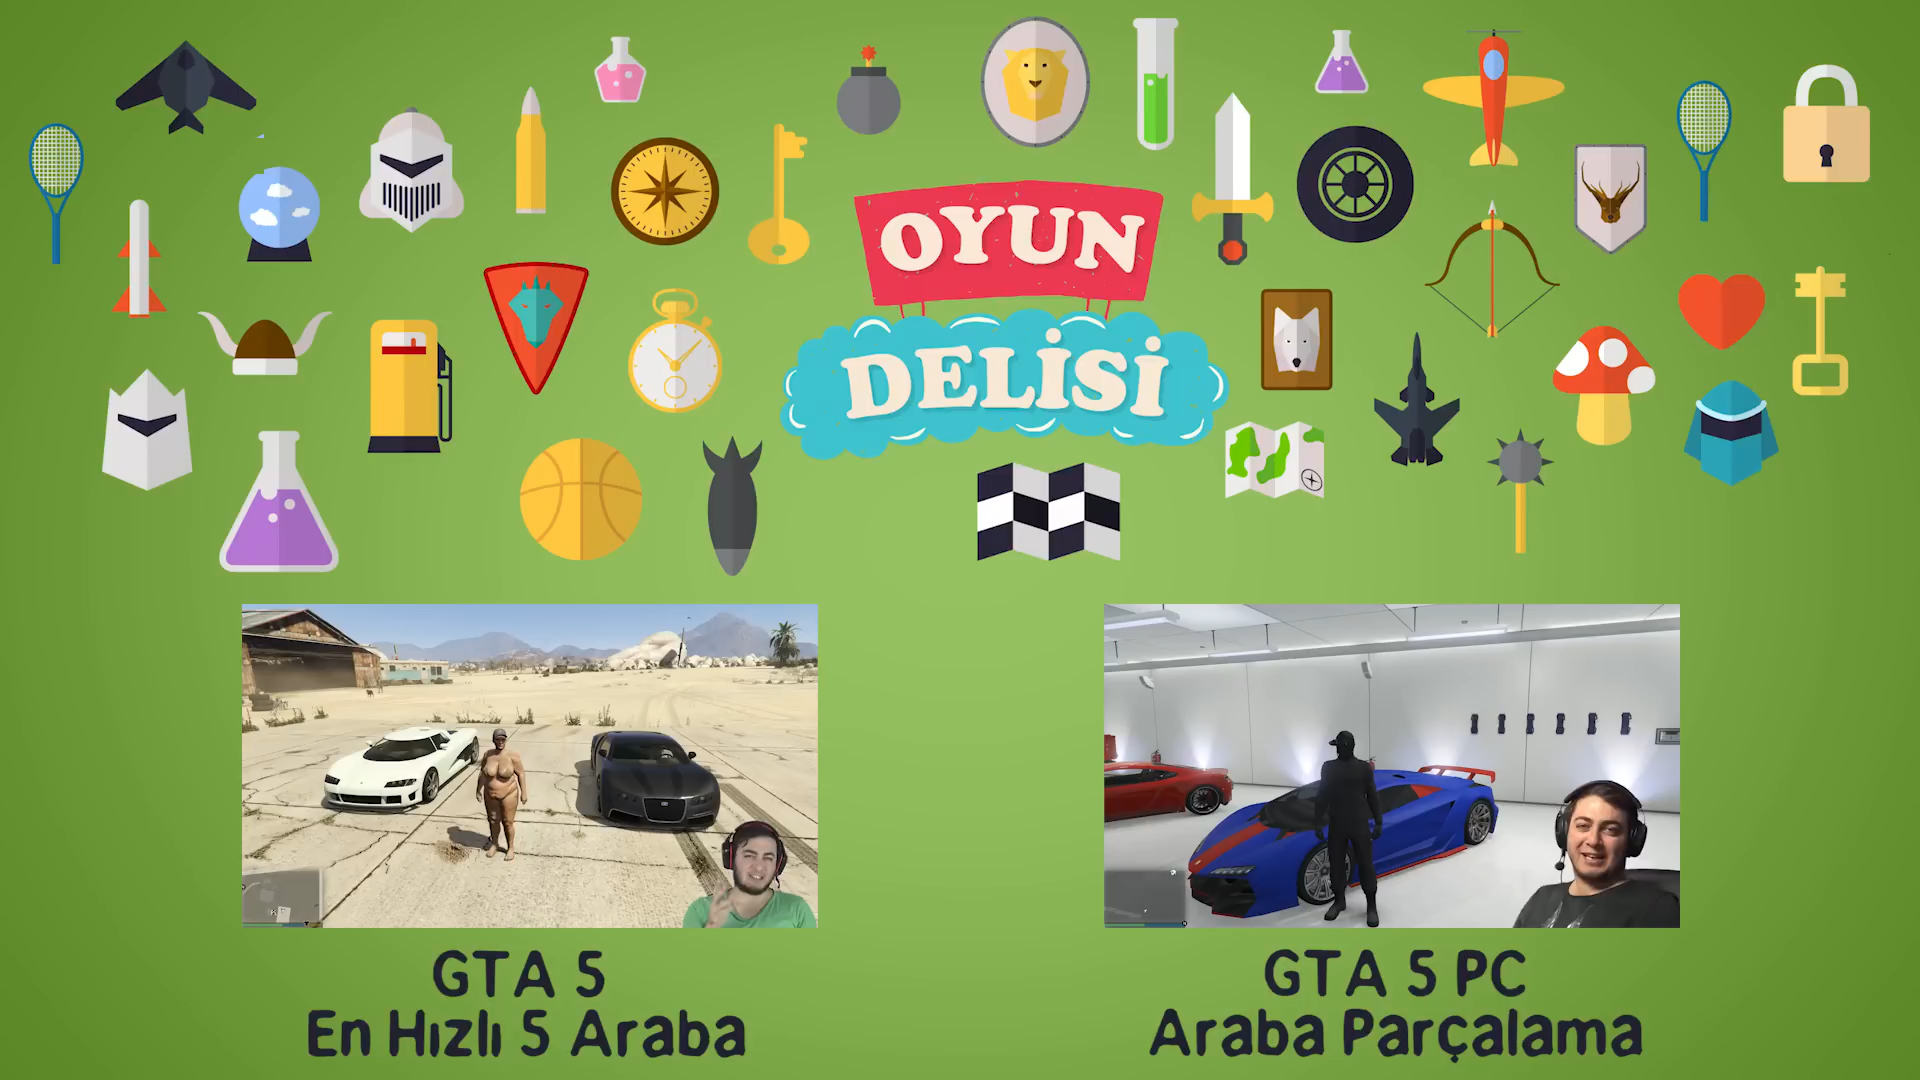 OYUN
DELİSİ
GTA 5
En Hızlı 5 Araba
GTA 5 PC
Araba Parçalama